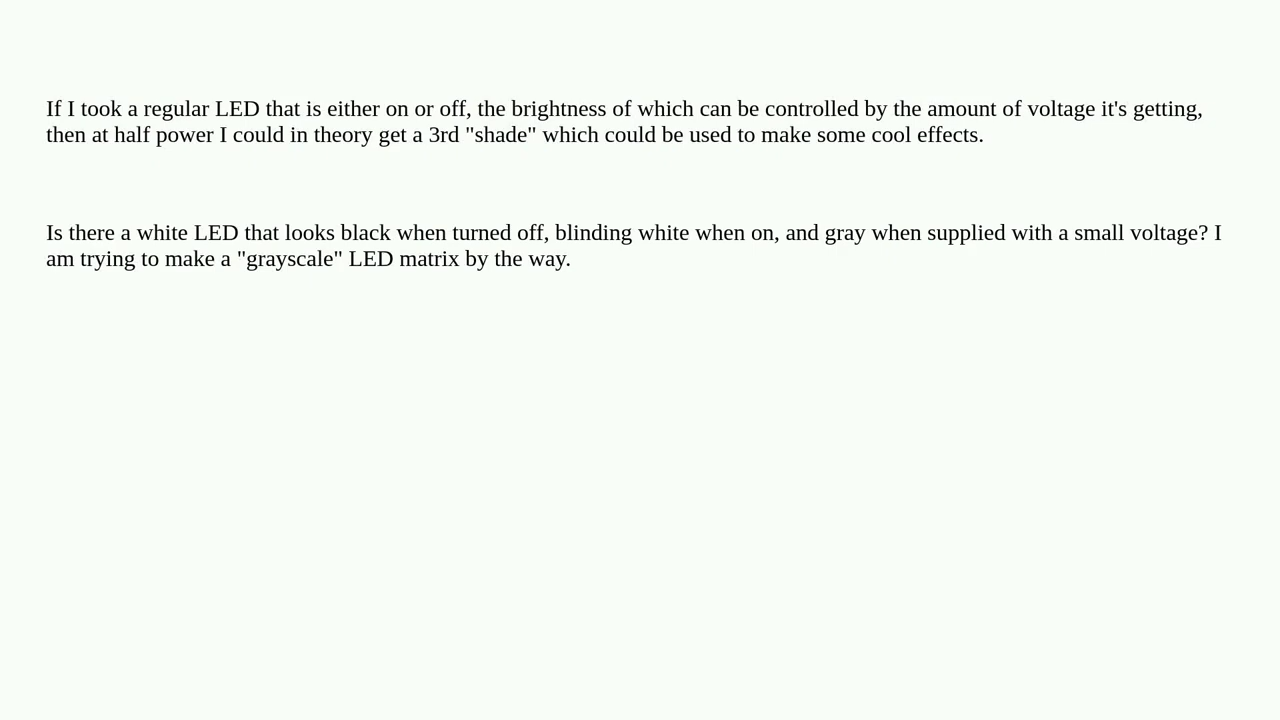 If I took a regular LED that is either on or off, the brightness of which can be controlled by the amount of voltage it's getting,
then at half power I could in theory get a 3rd "shade" which could be used to make some cool effects.
Is there a white LED that looks black when turned off, blinding white when on, and gray when supplied with a small voltage? I
am trying to make a "grayscale" LED matrix by the way.